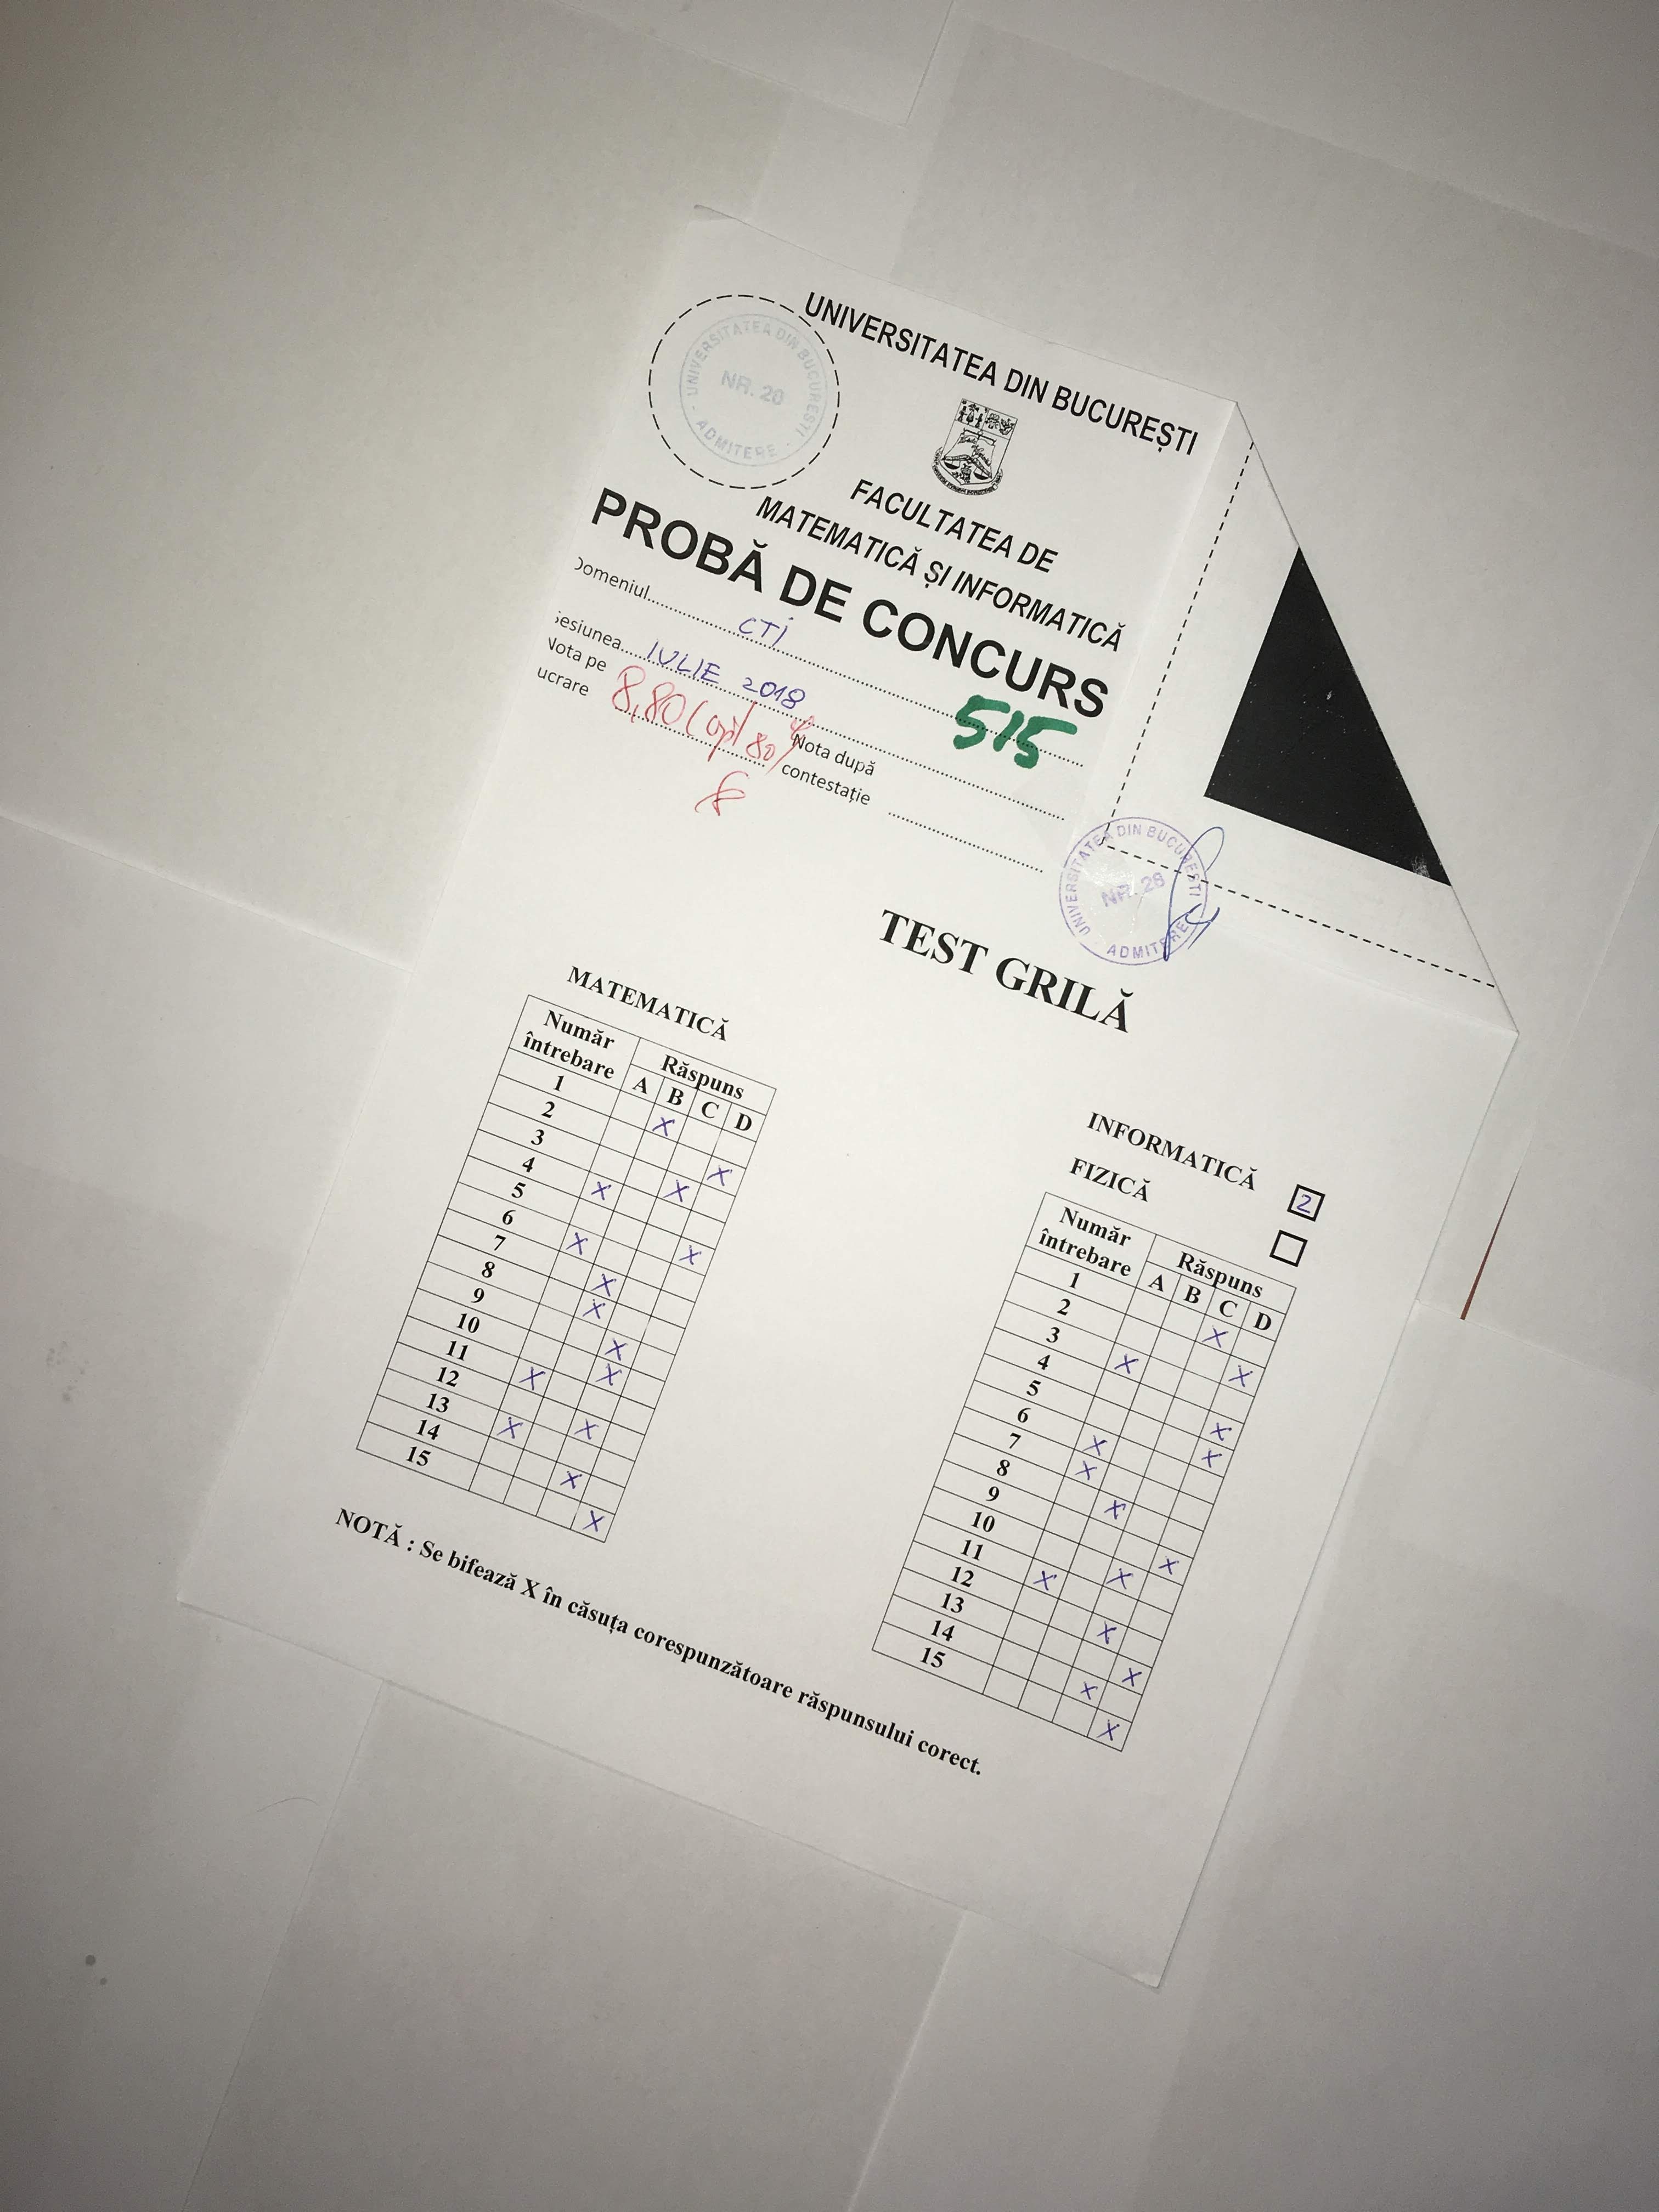 UNIVERSITATEA DIN BUCUREȘTI
UNIVERSITATEA DIN BUCUREȘTI · ADMITERE ·
NR. 20
FACULTATEA DE
MATEMATICĂ ȘI INFORMATICĂ
PROBĂ DE CONCURS
Domeniul CTI
515
Sesiunea IULIE 2018
Nota pe
lucrare 8,80 (opt 80%)
Nota după
contestație
UNIVERSITATEA DIN BUCUREȘTI · ADMITERE ·
NR. 28
TEST GRILĂ
MATEMATICĂ
Număr întrebare Răspuns
A B C D
1 X
2 X
3 X
4 X
5 X
6 X
7 X
8 X
9 X
10 X
11 X
12 X
13 X
14 X
15 X
INFORMATICĂ 2
FIZICĂ
Număr întrebare Răspuns
A B C D
1 X
2 X
3 X
4 X
5 X
6 X
7 X
8 X
9 X
10 X
11 X
12 X
13 X
14 X
15 X
NOTĂ : Se bifează X în căsuța corespunzătoare răspunsului corect.